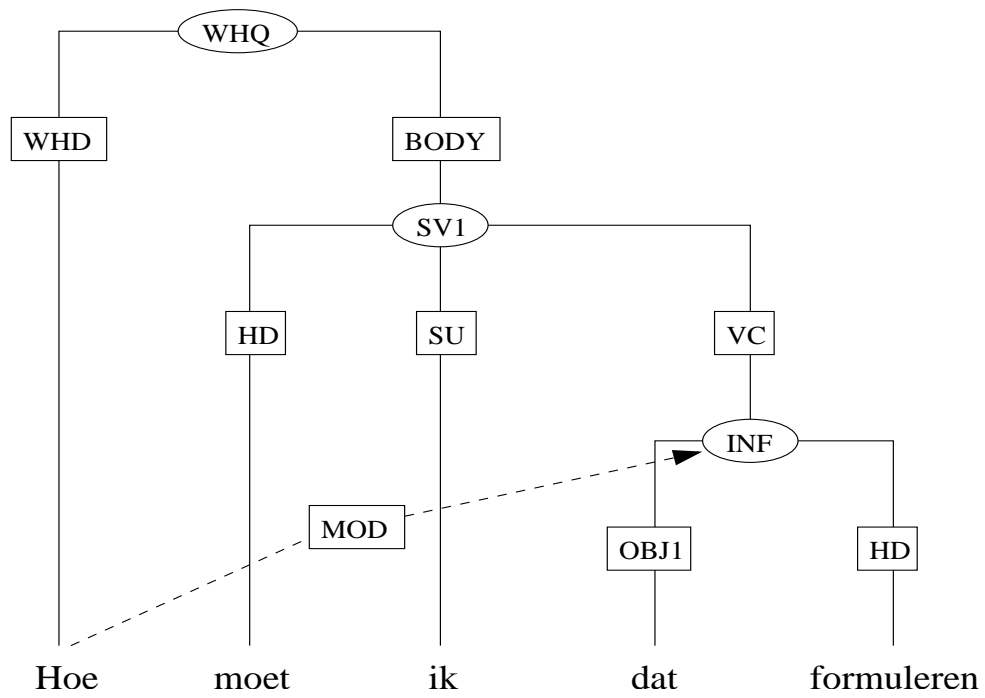 WHQ
WHD BODY
SV1
HD SU VC
INF
MOD OBJ1 HD
Hoe moet ik dat formuleren